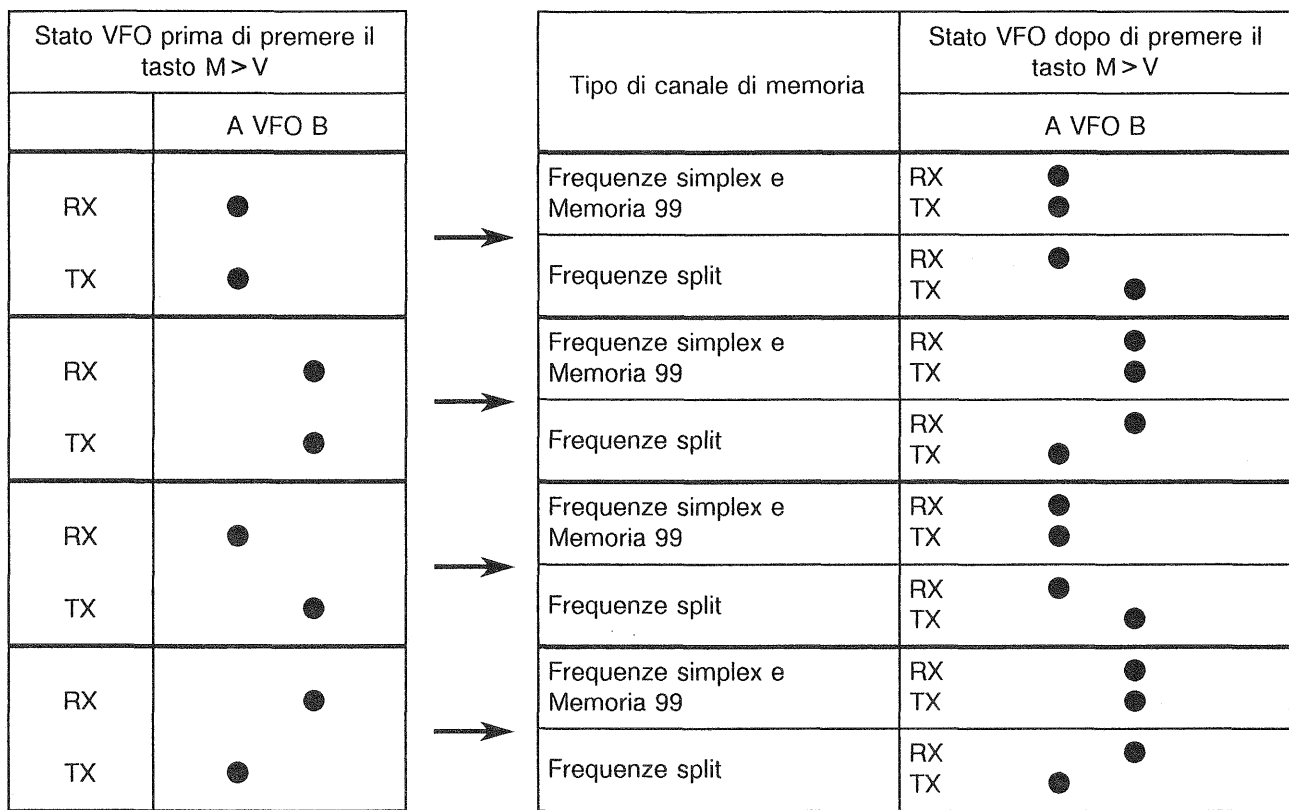 Stato VFO prima di premere il
tasto M > V
A VFO B
RX
TX
RX
TX
RX
TX
RX
TX
Tipo di canale di memoria
Stato VFO dopo di premere il
tasto M > V
A VFO B
Frequenze simplex e
Memoria 99
RX
TX
Frequenze split
RX
TX
Frequenze simplex e
Memoria 99
RX
TX
Frequenze split
RX
TX
Frequenze simplex e
Memoria 99
RX
TX
Frequenze split
RX
TX
Frequenze simplex e
Memoria 99
RX
TX
Frequenze split
RX
TX